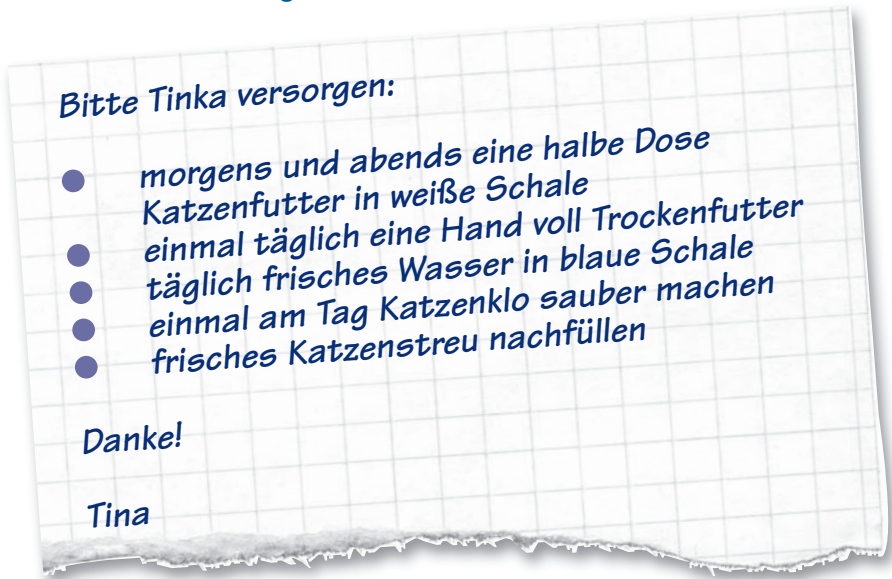 Bitte Tinka versorgen:
● morgens und abends eine halbe Dose
Katzenfutter in weiße Schale
● einmal täglich eine Hand voll Trockenfutter
● täglich frisches Wasser in blaue Schale
● einmal am Tag Katzenklo sauber machen
● frisches Katzenstreu nachfüllen
Danke!
Tina